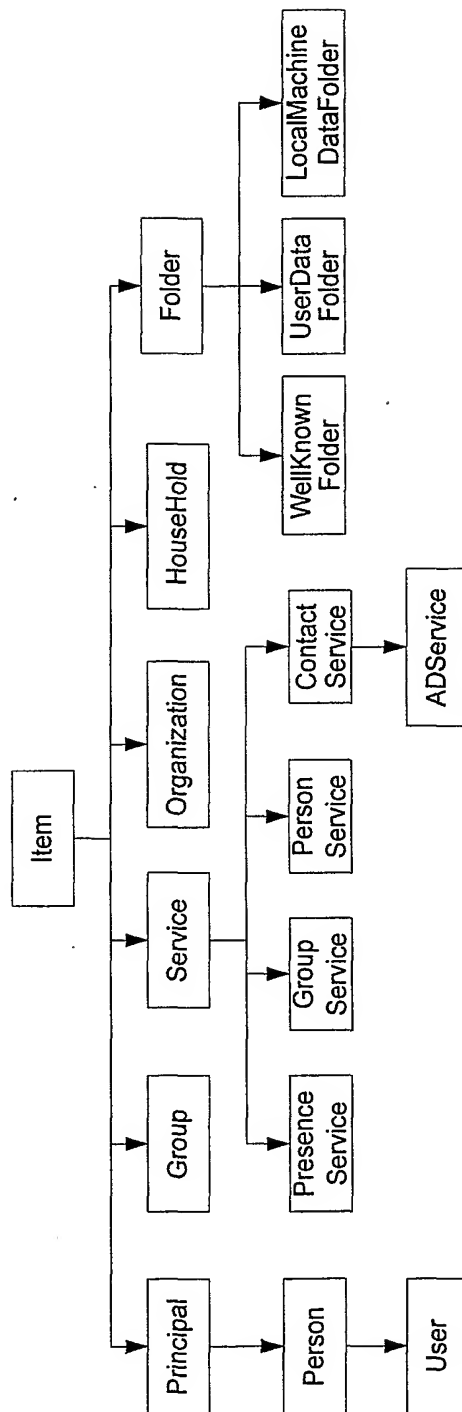 Item
Principal
Group
Service
Organization
HouseHold
Folder
Person
Presence
Service
Group
Service
Person
Service
Contact
Service
WellKnown
Folder
UserData
Folder
LocalMachine
DataFolder
User
ADService